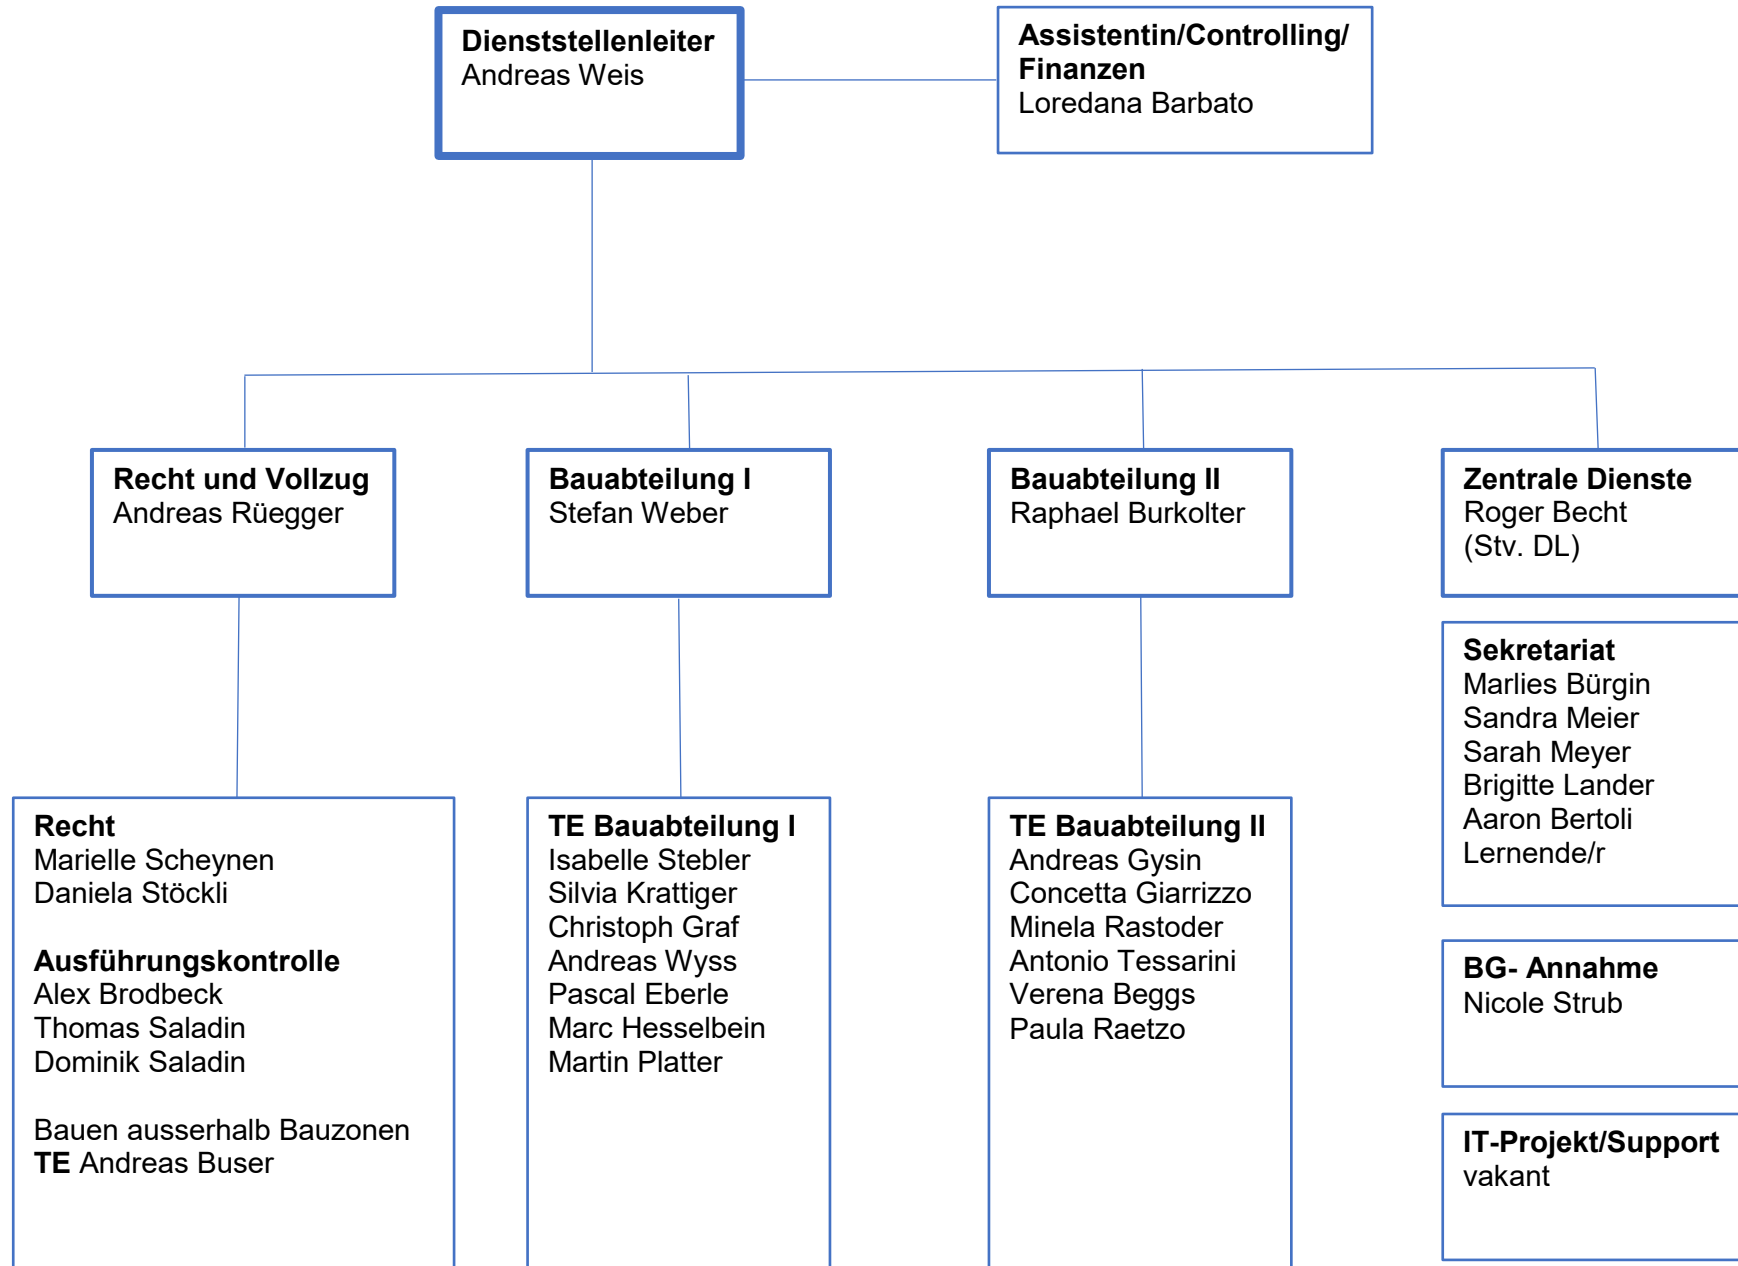 Dienststellenleiter
Andreas Weis
Assistentin/Controlling/
Finanzen
Loredana Barbato
Recht und Vollzug
Andreas Rüegger
Bauabteilung I
Stefan Weber
Bauabteilung II
Raphael Burkolter
Zentrale Dienste
Roger Becht
(Stv. DL)
Sekretariat
Marlies Bürgin
Sandra Meier
Sarah Meyer
Brigitte Lander
Aaron Bertoli
Lernende/r
Recht
Marielle Scheynen
Daniela Stöckli
Ausführungskontrolle
Alex Brodbeck
Thomas Saladin
Dominik Saladin
Bauen ausserhalb Bauzonen
TE Andreas Buser
TE Bauabteilung I
Isabelle Stebler
Silvia Krattiger
Christoph Graf
Andreas Wyss
Pascal Eberle
Marc Hesselbein
Martin Platter
TE Bauabteilung II
Andreas Gysin
Concetta Giarrizzo
Minela Rastoder
Antonio Tessarini
Verena Beggs
Paula Raetzo
BG- Annahme
Nicole Strub
IT-Projekt/Support
vakant